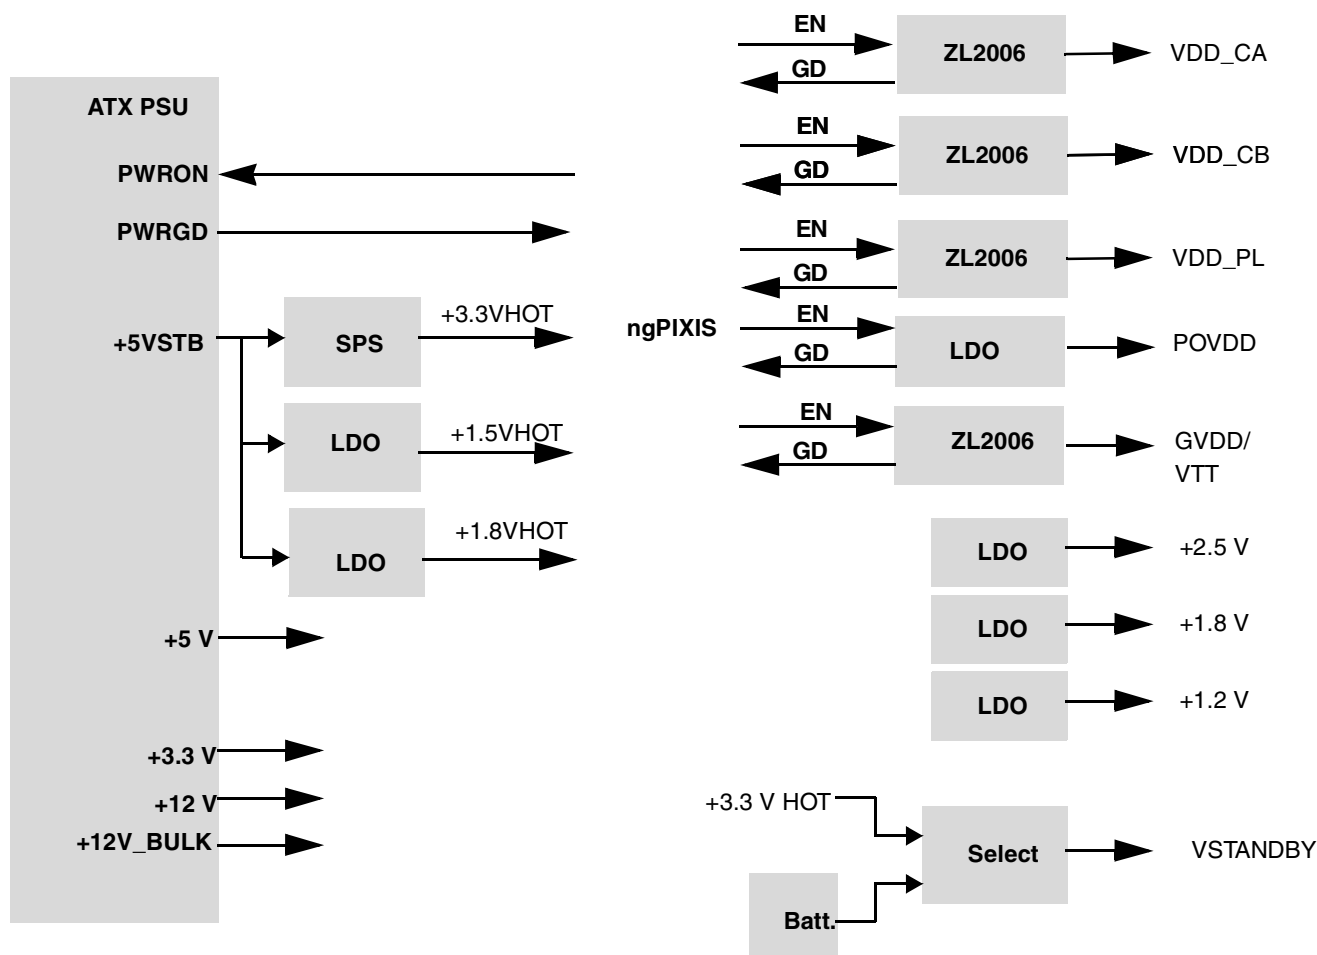 ATX PSU
PWRON
PWRGD
+5VSTB
SPS
+3.3VHOT
LDO
+1.5VHOT
LDO
+1.8VHOT
+5 V
+3.3 V
+12 V
+12V_BULK
ngPIXIS
EN
GD
ZL2006
VDD_CA
EN
GD
ZL2006
VDD_CB
EN
GD
ZL2006
VDD_PL
EN
GD
LDO
POVDD
EN
GD
ZL2006
GVDD/
VTT
LDO
+2.5 V
LDO
+1.8 V
LDO
+1.2 V
+3.3 V HOT
Batt.
Select
VSTANDBY